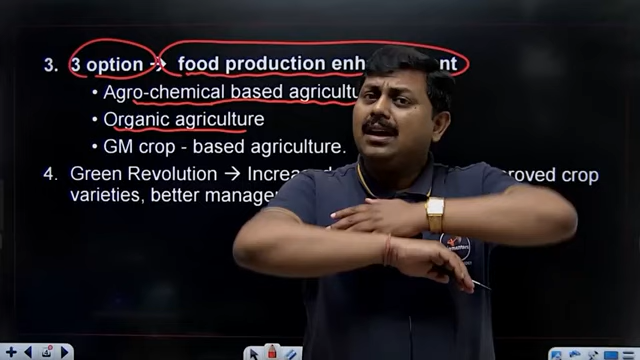 3. 3 option → food production enh nt
• Agro-chemical based agricultu
• Organic agriculture
• GM crop - based agriculture.
4. Green Revolution → Increa roved crop
varieties, better manage